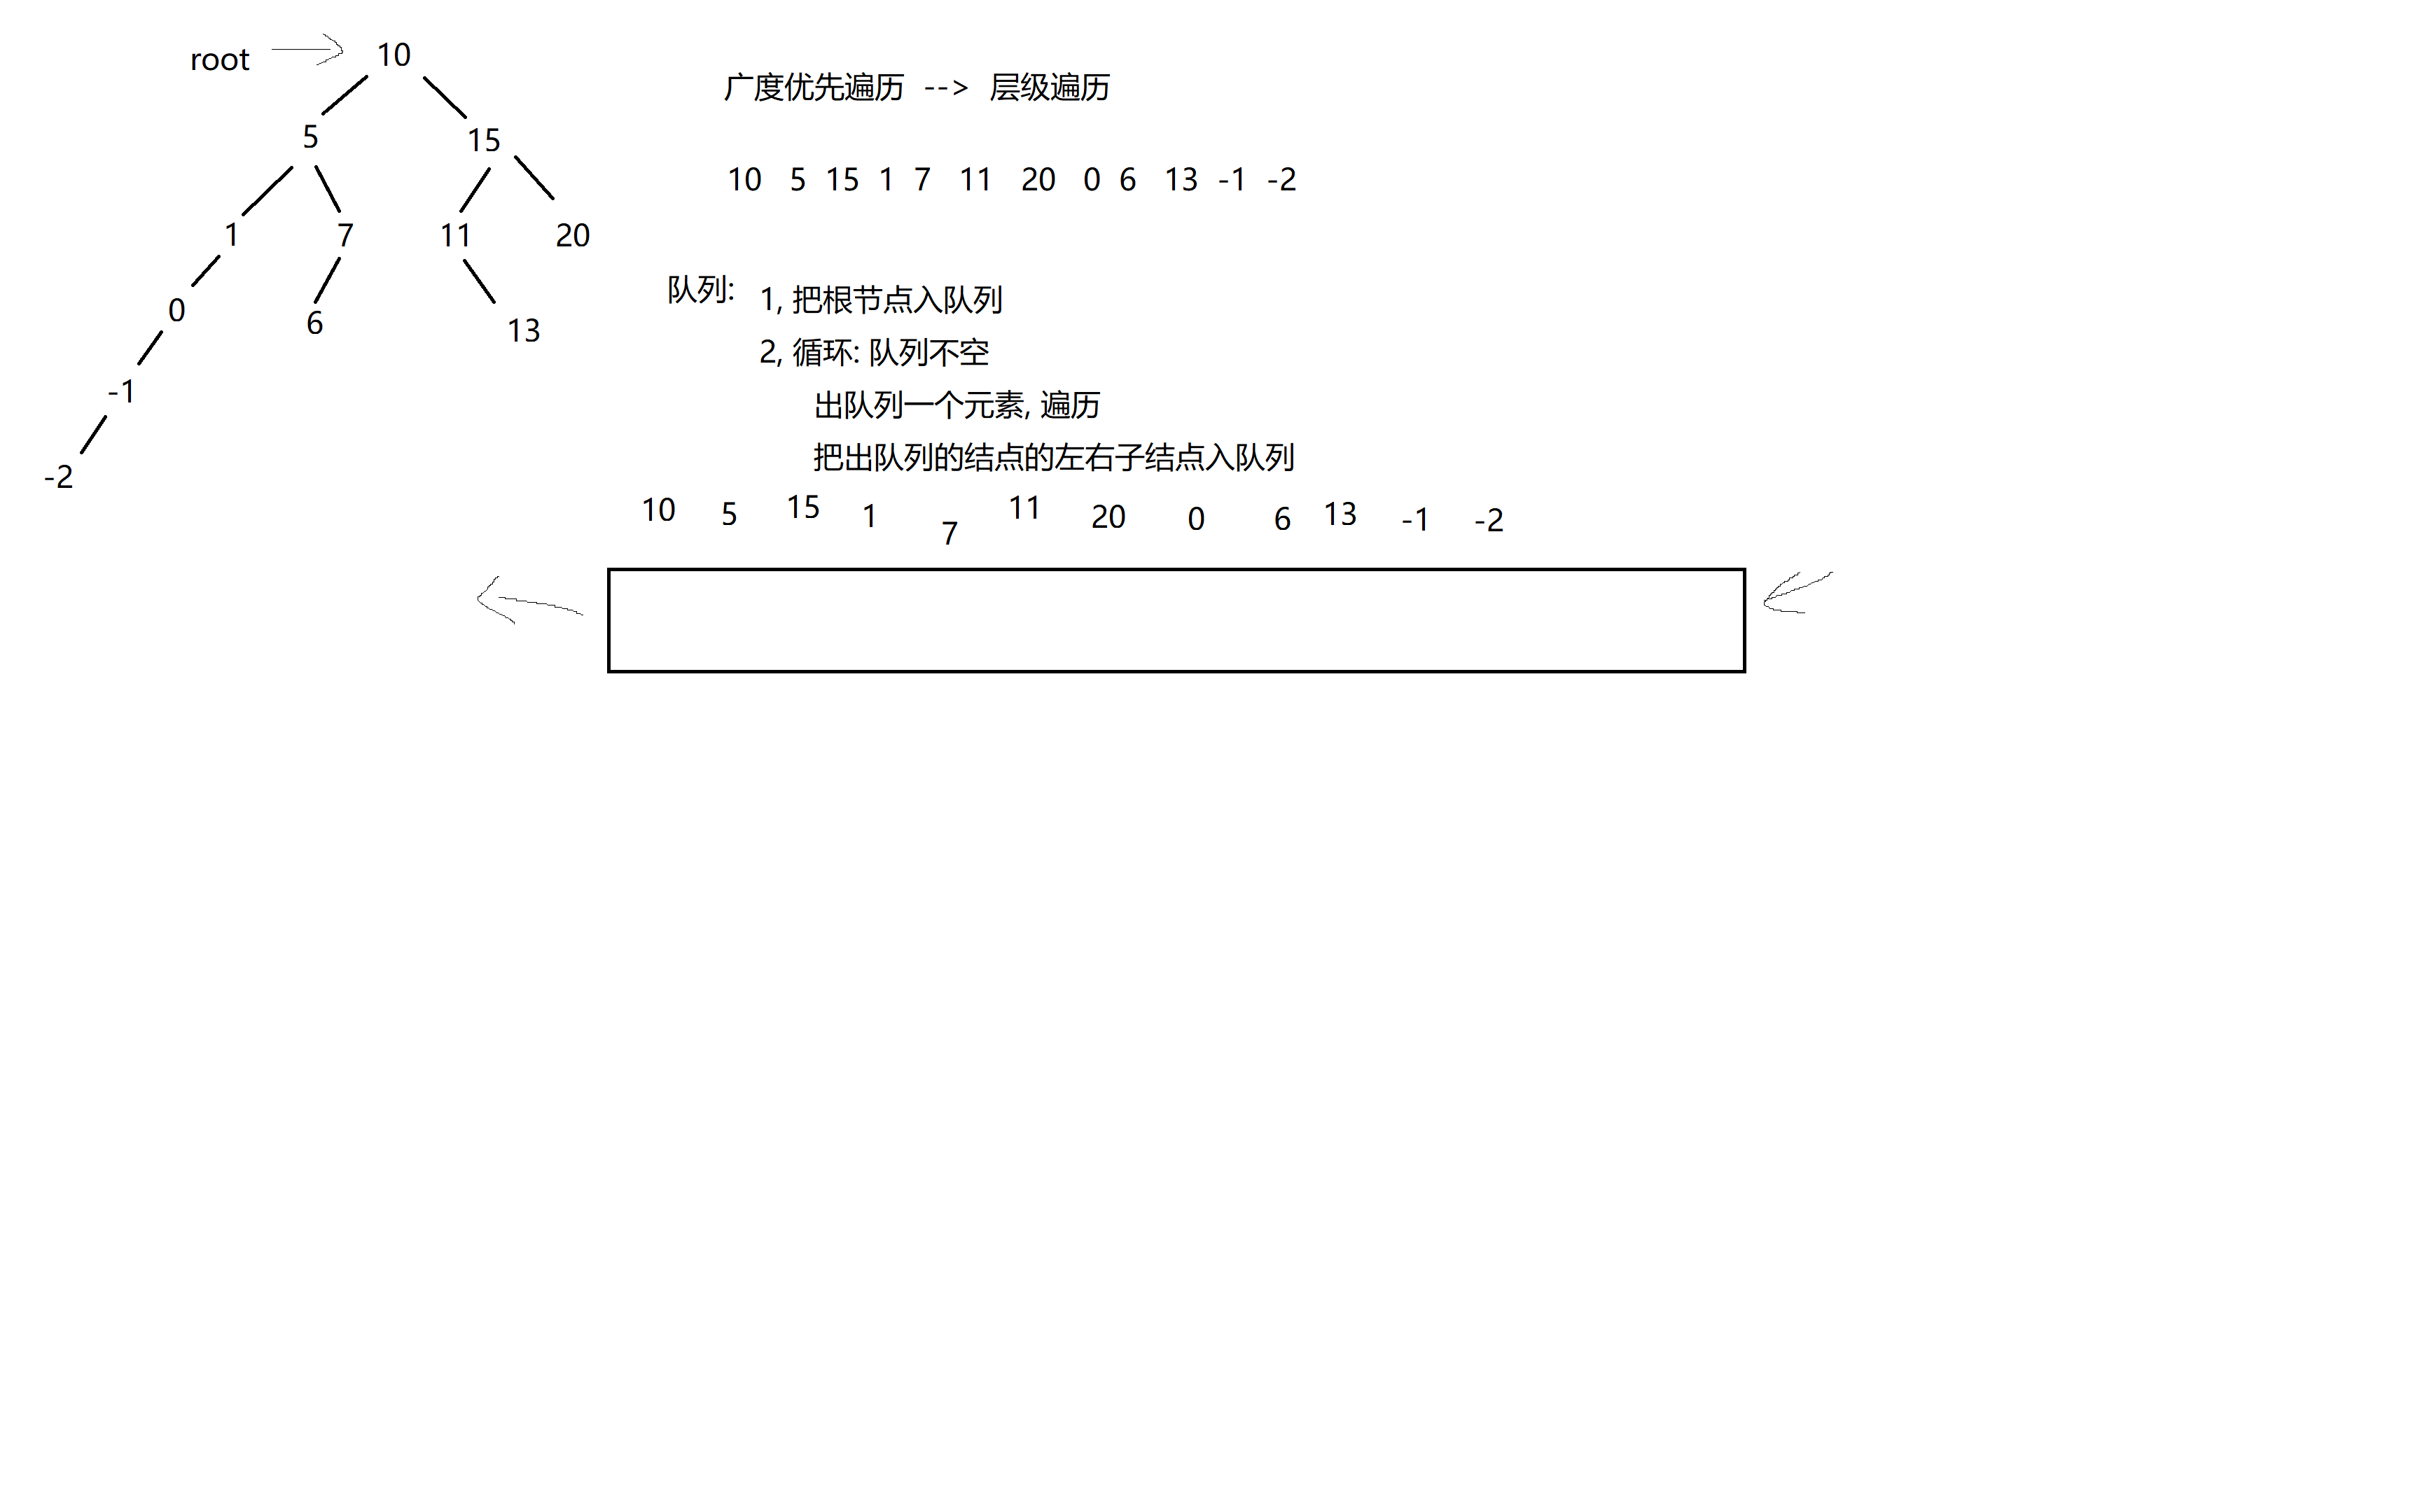 root 10
5 15
1 7 11 20
0 6 13
-1
-2
广度优先遍历 --> 层级遍历
10 5 15 1 7 11 20 0 6 13 -1 -2
队列: 1, 把根节点入队列
2, 循环: 队列不空
出队列一个元素, 遍历
把出队列的结点的左右子结点入队列
10 5 15 1 7 11 20 0 6 13 -1 -2